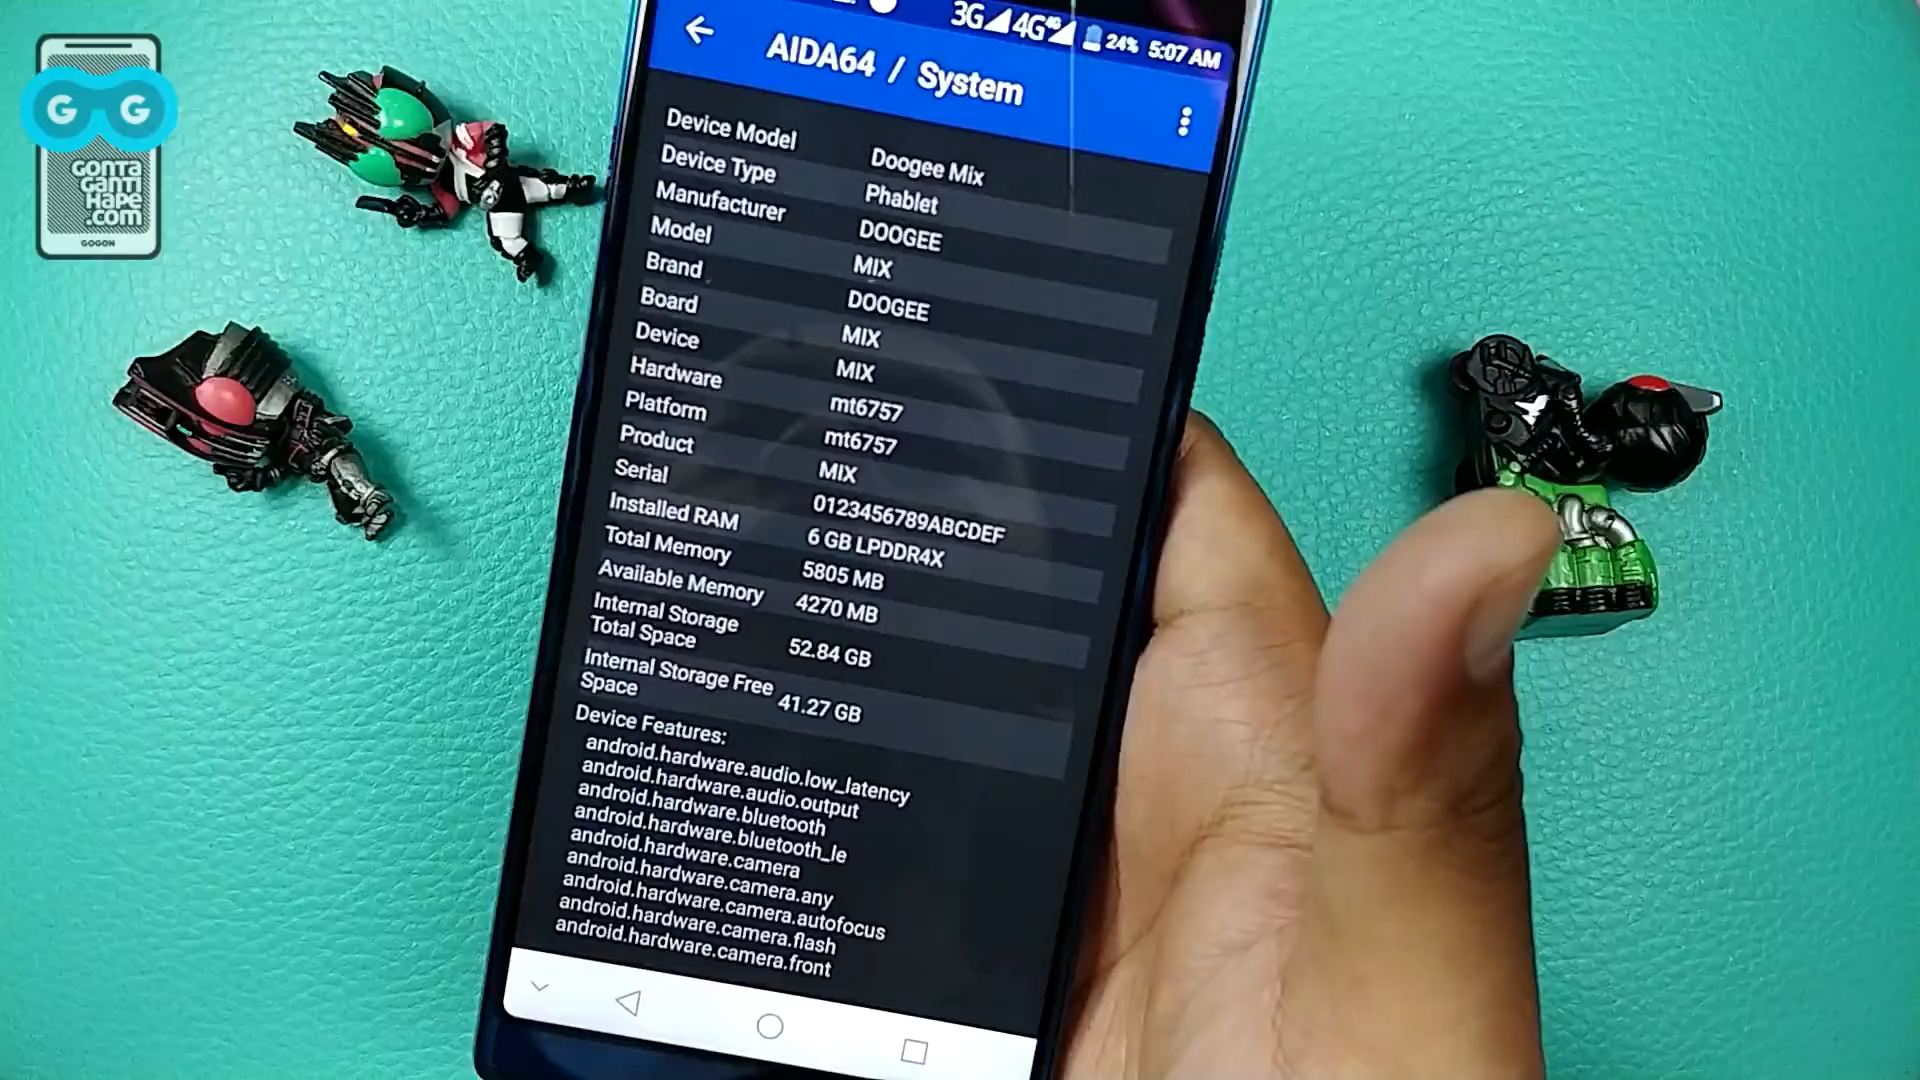 G G
GONTA
GANTI
HAPE
.com
GOGON
3G 4G 24% 5:07 AM
AIDA64 / System
Device Model Doogee Mix
Device Type Phablet
Manufacturer DOOGEE
Model MIX
Brand DOOGEE
Board MIX
Device MIX
Hardware mt6757
Platform mt6757
Product MIX
Serial 0123456789ABCDEF
Installed RAM 6 GB LPDDR4X
Total Memory 5805 MB
Available Memory 4270 MB
Internal Storage
Total Space 52.84 GB
Internal Storage Free
Space 41.27 GB
Device Features:
android.hardware.audio.low_latency
android.hardware.audio.output
android.hardware.bluetooth
android.hardware.bluetooth_le
android.hardware.camera
android.hardware.camera.any
android.hardware.camera.autofocus
android.hardware.camera.flash
android.hardware.camera.front